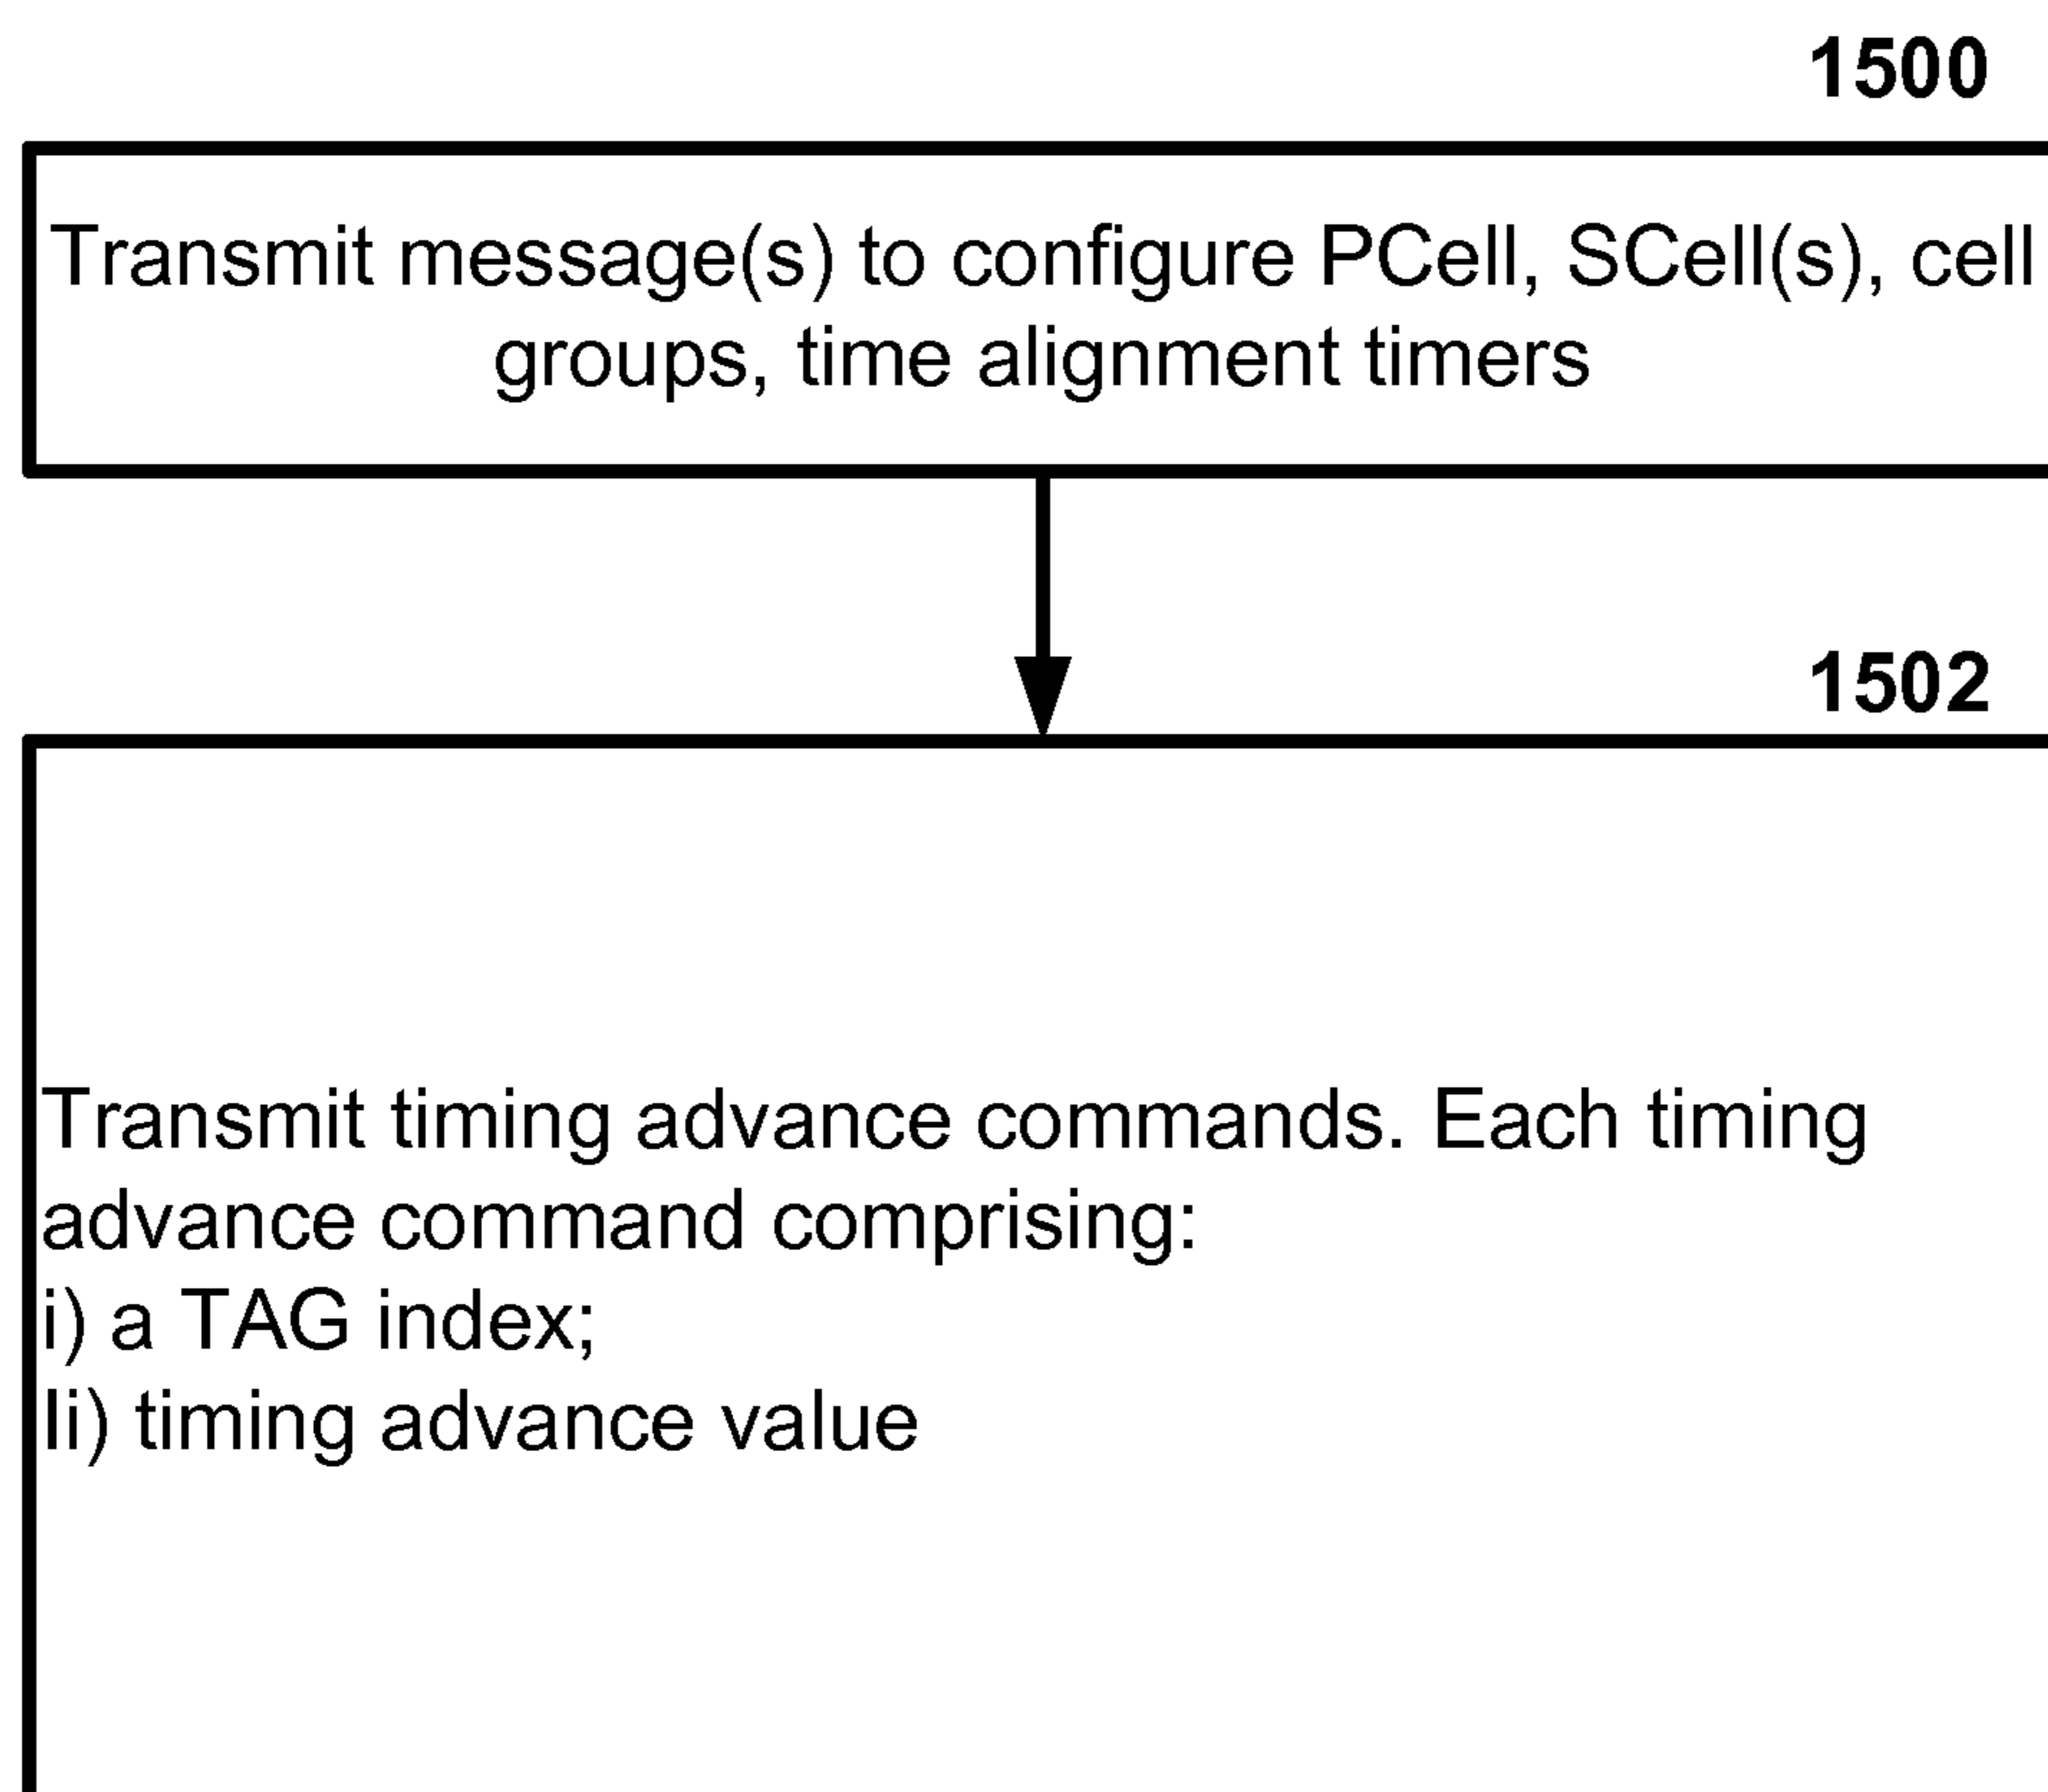 1500
Transmit message(s) to configure PCell, SCell(s), cell
groups, time alignment timers
1502
Transmit timing advance commands. Each timing
advance command comprising:
i) a TAG index;
Ii) timing advance value